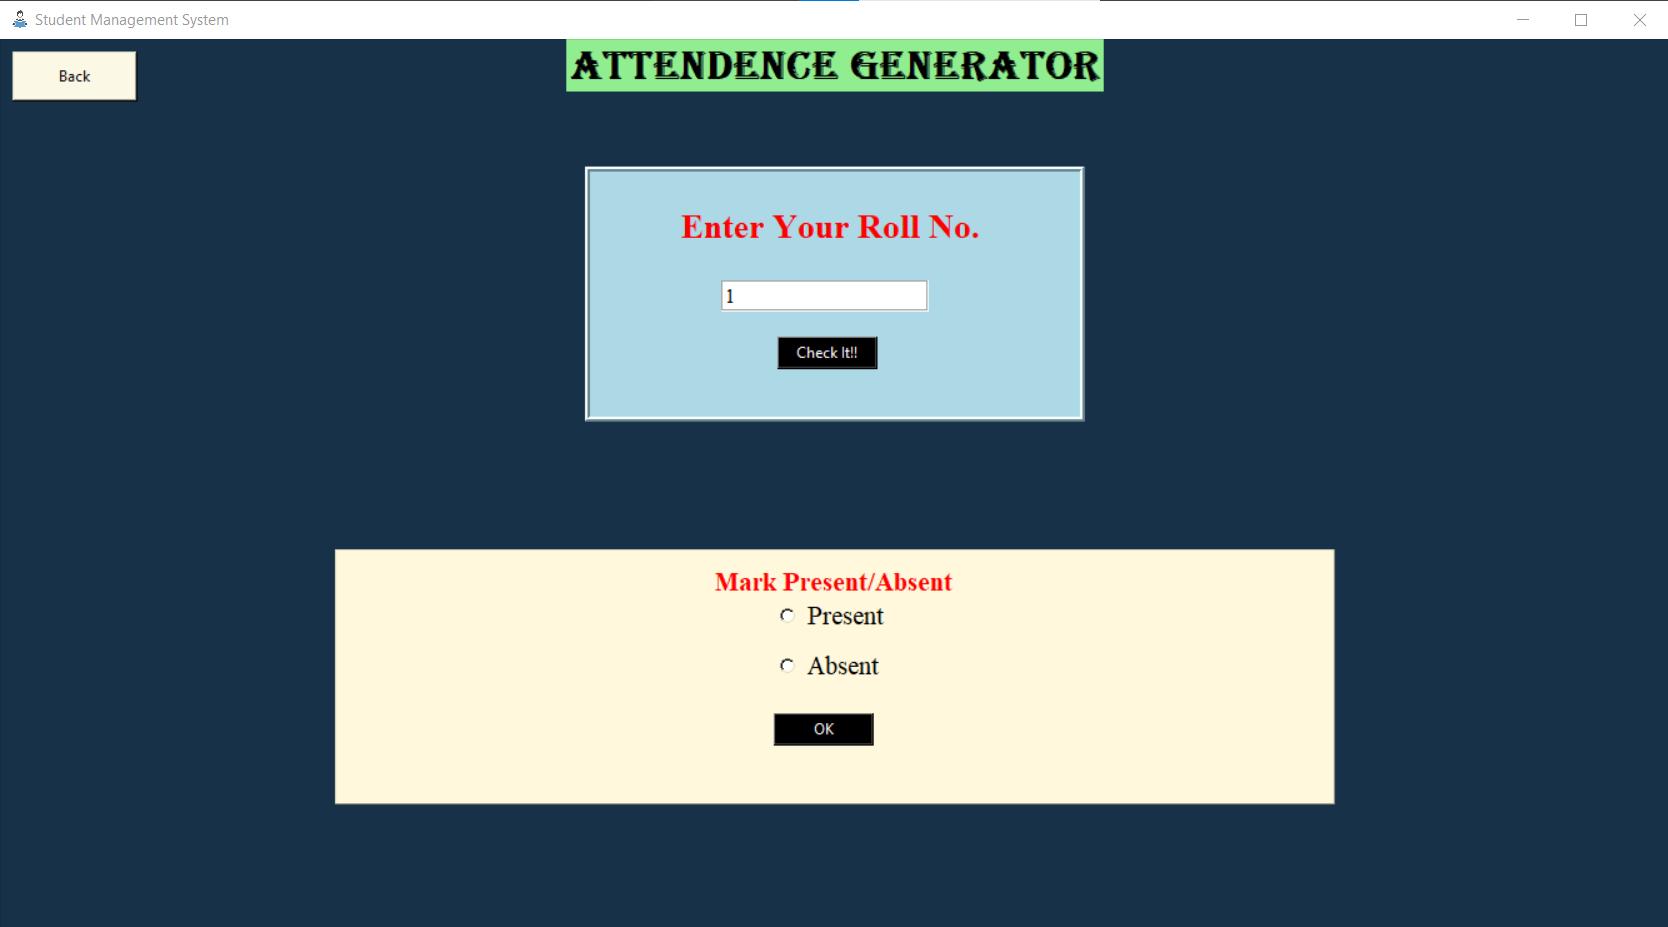 Student Management System
Back
ATTENDENCE GENERATOR
Enter Your Roll No.
1
Check It!!
Mark Present/Absent
Present
Absent
OK